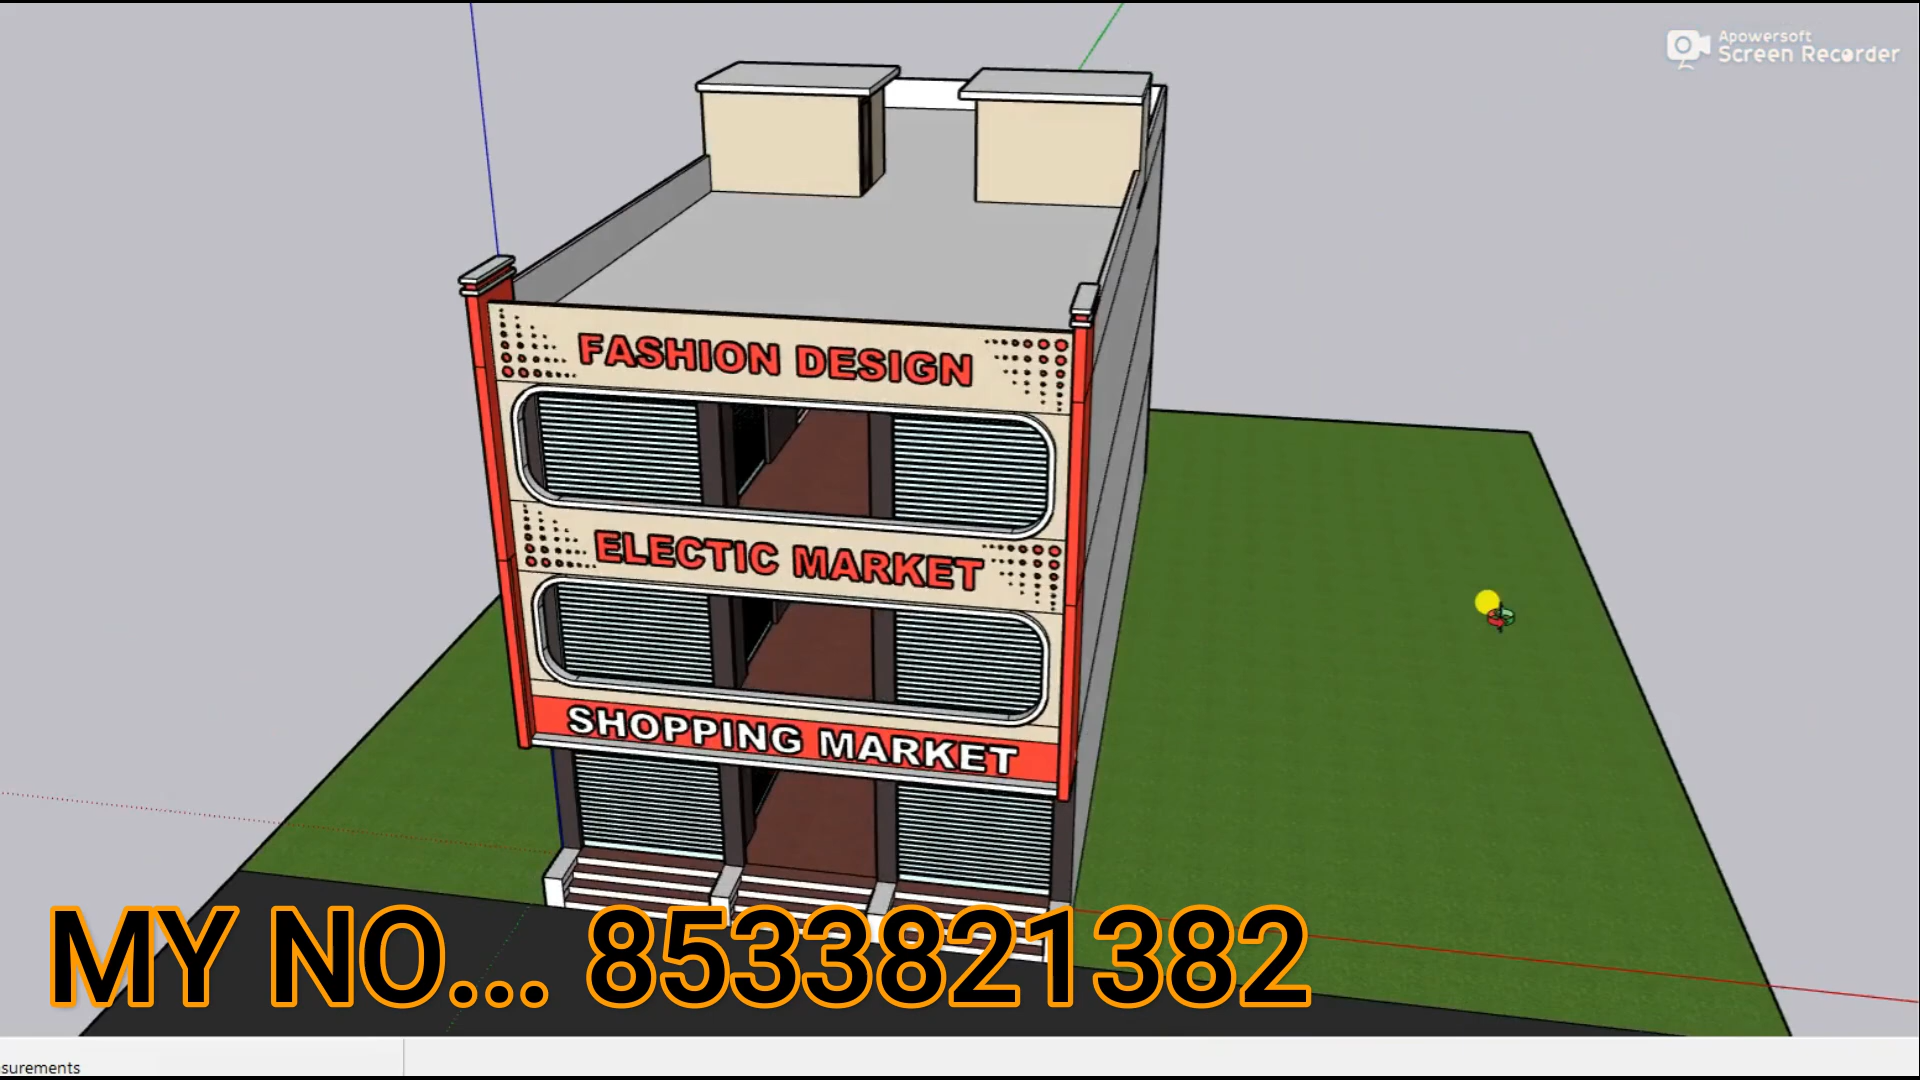 Apowersoft
Screen Recorder
FASHION DESIGN
ELECTIC MARKET
SHOPPING MARKET
MY NO... 8533821382
surements